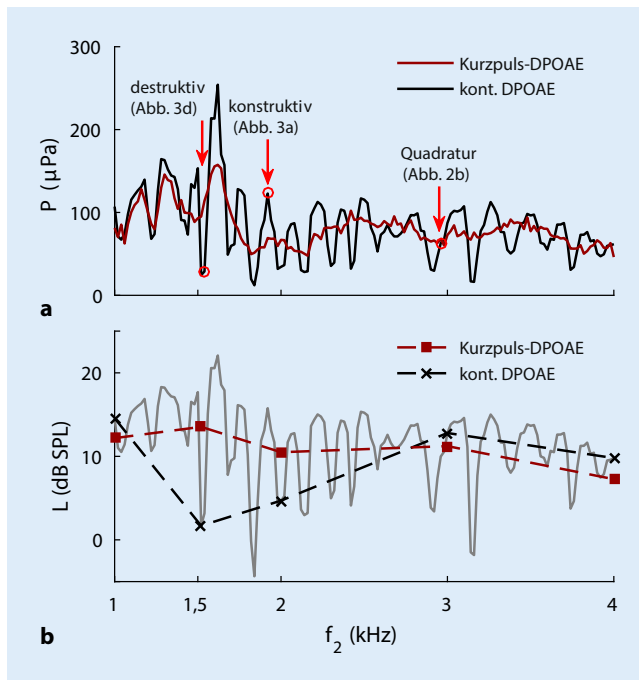 300
200
100
0
P (µPa)
destruktiv
(Abb. 3d)
konstruktiv
(Abb. 3a)
Quadratur
(Abb. 2b)
Kurzpuls-DPOAE
kont. DPOAE
a
20
10
0
L (dB SPL)
Kurzpuls-DPOAE
kont. DPOAE
1
1,5
2
3
4
b
f_2 (kHz)